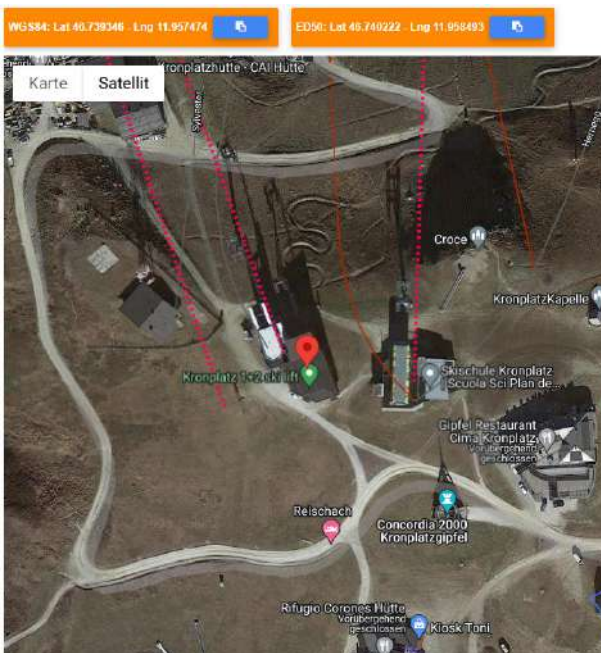 WGS84: Lat 46.739346 - Lng 11.957474
ED50: Lat 46.740222 - Lng 11.958493
Karte
Satellit
Kronplatzhütte - CAI Hütte
Sylvester
Herrnegg
Croce
KronplatzKapelle
Kronplatz 1+2 ski lift
Skischule Kronplatz
Scuola Sci Plan de...
Gipfel Restaurant
Cima Kronplatz
Vorübergehend
geschlossen
Reischach
Concordia 2000
Kronplatzgipfel
Rifugio Corones Hütte
Vorübergehend
geschlossen
Kiosk Toni